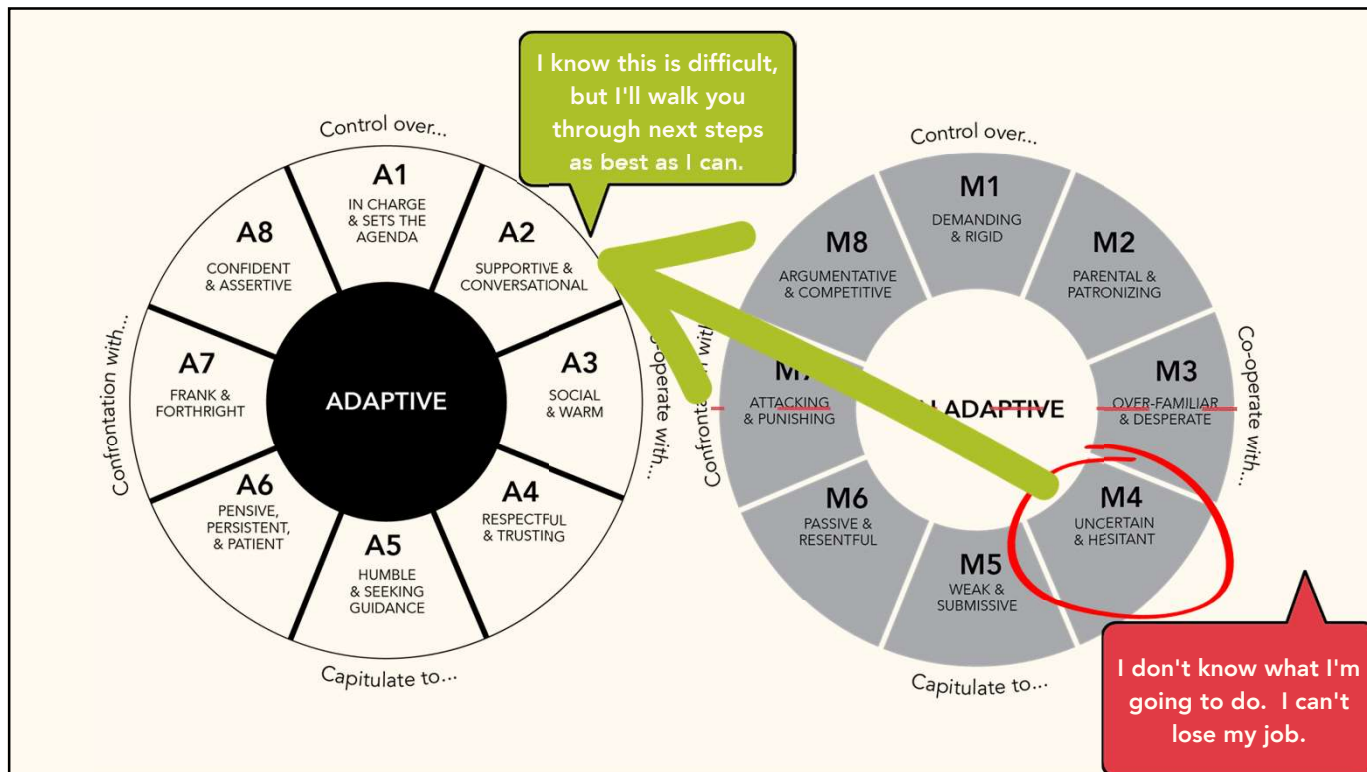 I know this is difficult,
but I'll walk you
through next steps
as best as I can.
Control over...
A1
IN CHARGE
& SETS THE
AGENDA
A2
SUPPORTIVE &
CONVERSATIONAL
A3
SOCIAL
& WARM
A4
RESPECTFUL
& TRUSTING
A5
HUMBLE
& SEEKING
GUIDANCE
A6
PENSIVE,
PERSISTENT,
& PATIENT
A7
FRANK &
FORTHRIGHT
A8
CONFIDENT
& ASSERTIVE
ADAPTIVE
Confrontation with...
with...
Capitulate to...
Control over...
M1
DEMANDING
& RIGID
M2
PARENTAL &
PATRONIZING
M3
OVER-FAMILIAR
& DESPERATE
M4
UNCERTAIN
& HESITANT
M5
WEAK &
SUBMISSIVE
M6
PASSIVE &
RESENTFUL
ATTACKING
& PUNISHING
M8
ARGUMENTATIVE
& COMPETITIVE
ADAPTIVE
Co-operate with...
Capitulate to...
I don't know what I'm
going to do. I can't
lose my job.